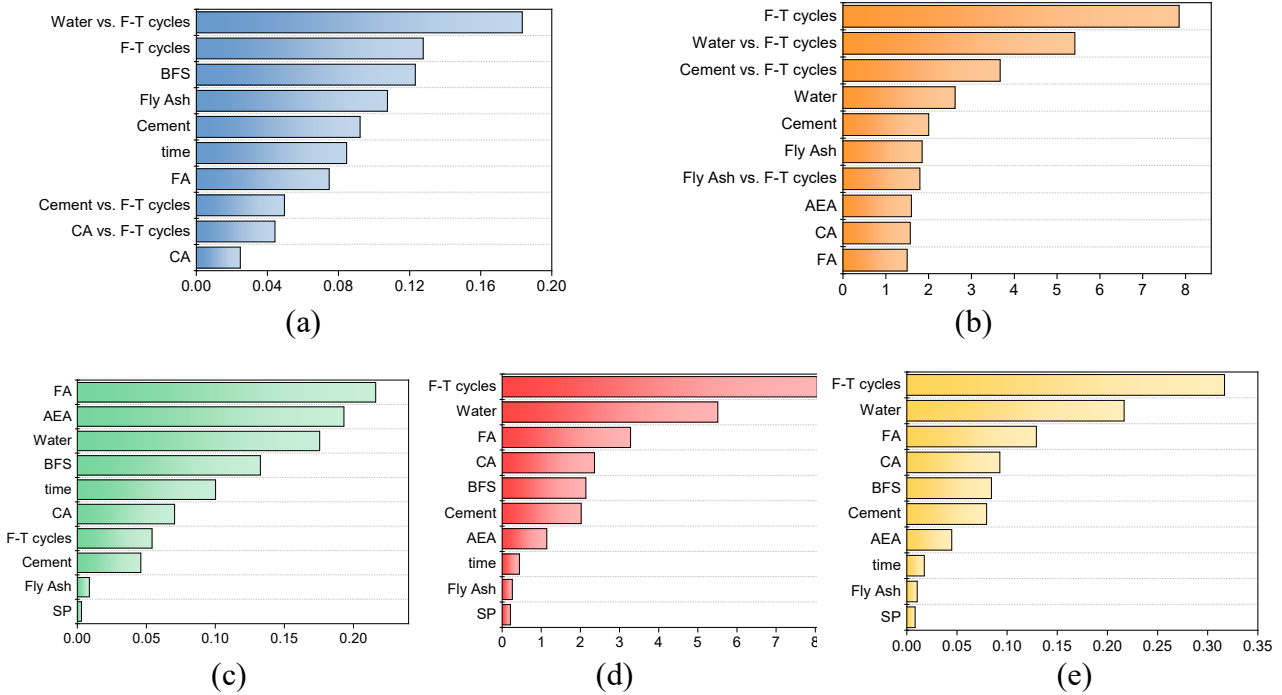 Water vs. F-T cycles
F-T cycles
BFS
Fly Ash
Cement
time
FA
Cement vs. F-T cycles
CA vs. F-T cycles
CA
0.00 0.04 0.08 0.12 0.16 0.20
(a)
F-T cycles
Water vs. F-T cycles
Cement vs. F-T cycles
Water
Cement
Fly Ash
Fly Ash vs. F-T cycles
AEA
CA
FA
0 1 2 3 4 5 6 7 8
(b)
FA
AEA
Water
BFS
time
CA
F-T cycles
Cement
Fly Ash
SP
0.00 0.05 0.10 0.15 0.20
(c)
F-T cycles
Water
FA
CA
BFS
Cement
AEA
time
Fly Ash
SP
0 1 2 3 4 5 6 7 8
(d)
F-T cycles
Water
FA
CA
BFS
Cement
AEA
time
Fly Ash
SP
0.00 0.05 0.10 0.15 0.20 0.25 0.30 0.35
(e)